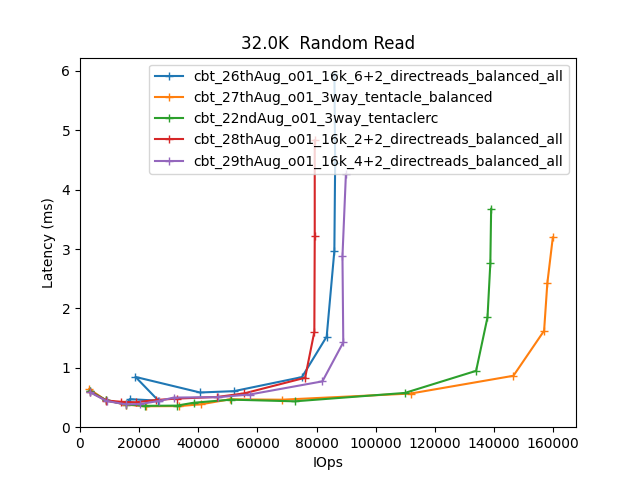 32.0K  Random Read
cbt_26thAug_o01_16k_6+2_directreads_balanced_all
cbt_27thAug_o01_3way_tentacle_balanced
cbt_22ndAug_o01_3way_tentaclerc
cbt_28thAug_o01_16k_2+2_directreads_balanced_all
cbt_29thAug_o01_16k_4+2_directreads_balanced_all
Latency (ms)
6
5
4
3
2
1
0
0 20000 40000 60000 80000 100000 120000 140000 160000
IOps